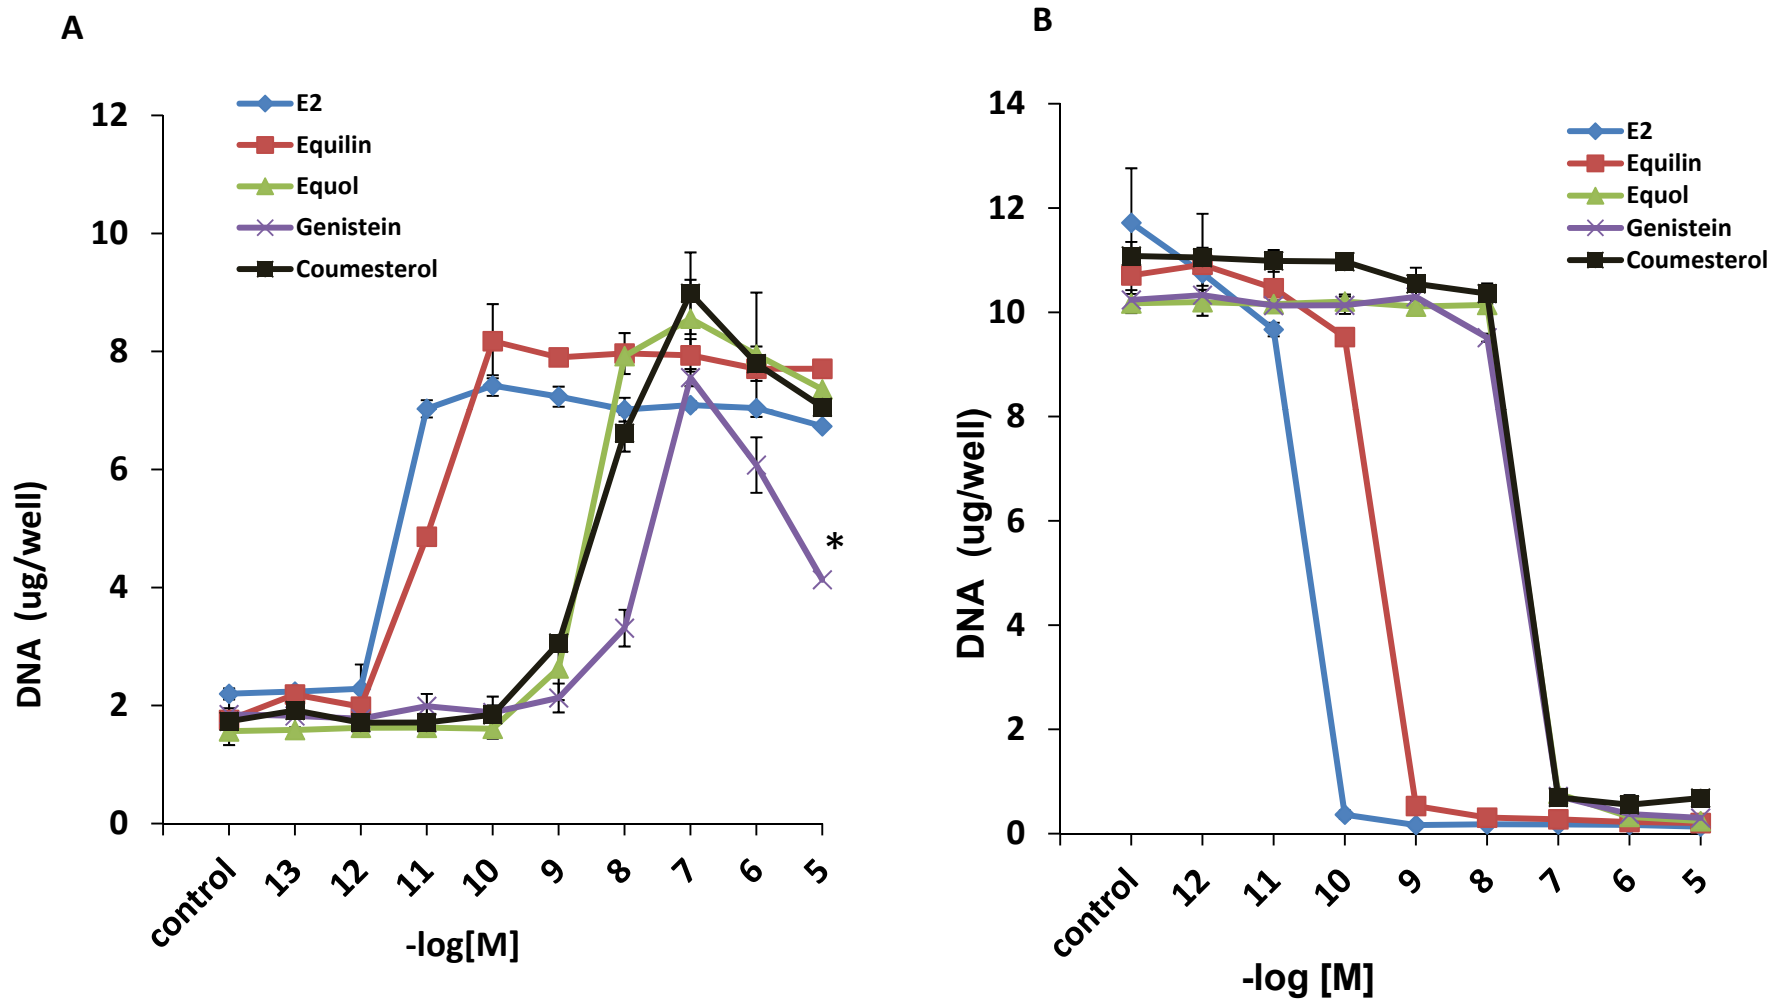 A
E2
Equilin
Equol
Genistein
Coumesterol
12
10
8
6
4
2
0
DNA (ug/well)
*
control 13 12 11 10 9 8 7 6 5
-log[M]
B
E2
Equilin
Equol
Genistein
Coumesterol
14
12
10
8
6
4
2
0
DNA (ug/well)
control 12 11 10 9 8 7 6 5
-log [M]